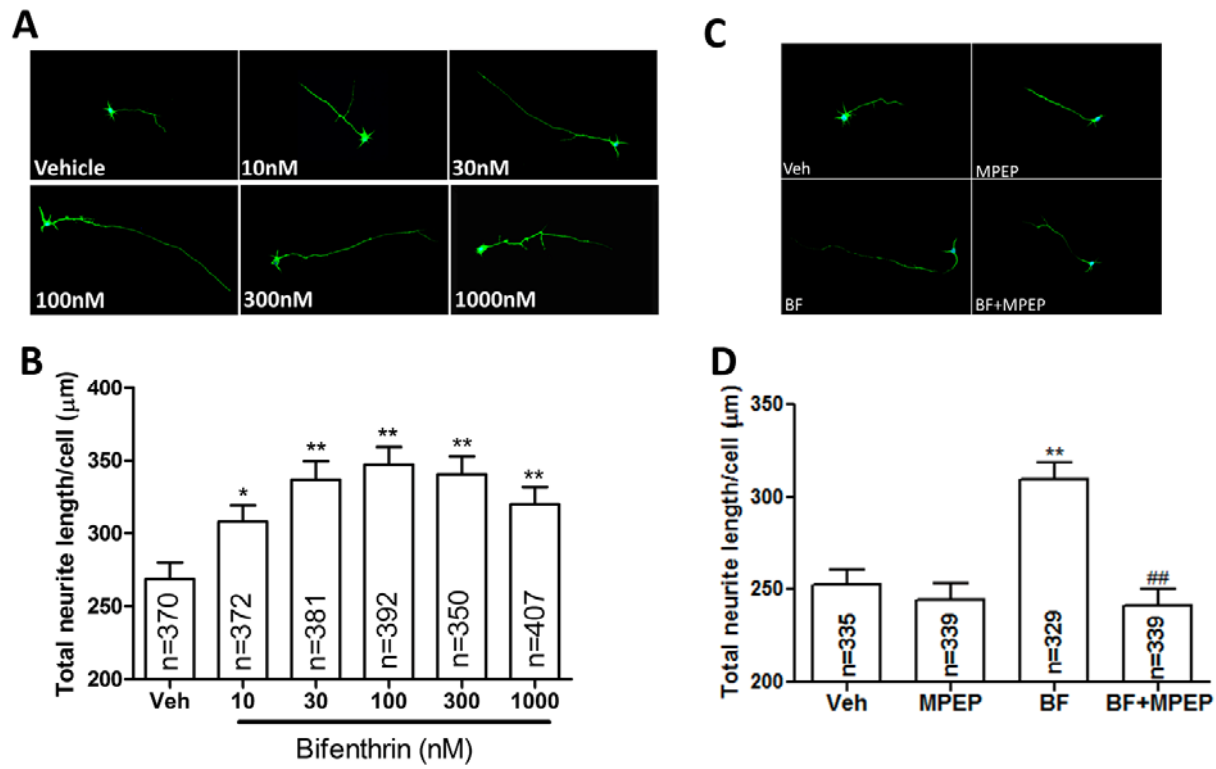 A
Vehicle
10nM
30nM
100nM
300nM
1000nM
B
Total neurite length/cell (μm)
400
350
300
250
200
*
**
**
**
**
n=370
n=372
n=381
n=392
n=350
n=407
Veh
10
30
100
300
1000
Bifenthrin (nM)
C
Veh
MPEP
BF
BF+MPEP
D
Total neurite length/cell (μm)
350
300
250
200
**
##
n=335
n=339
n=329
n=339
Veh
MPEP
BF
BF+MPEP